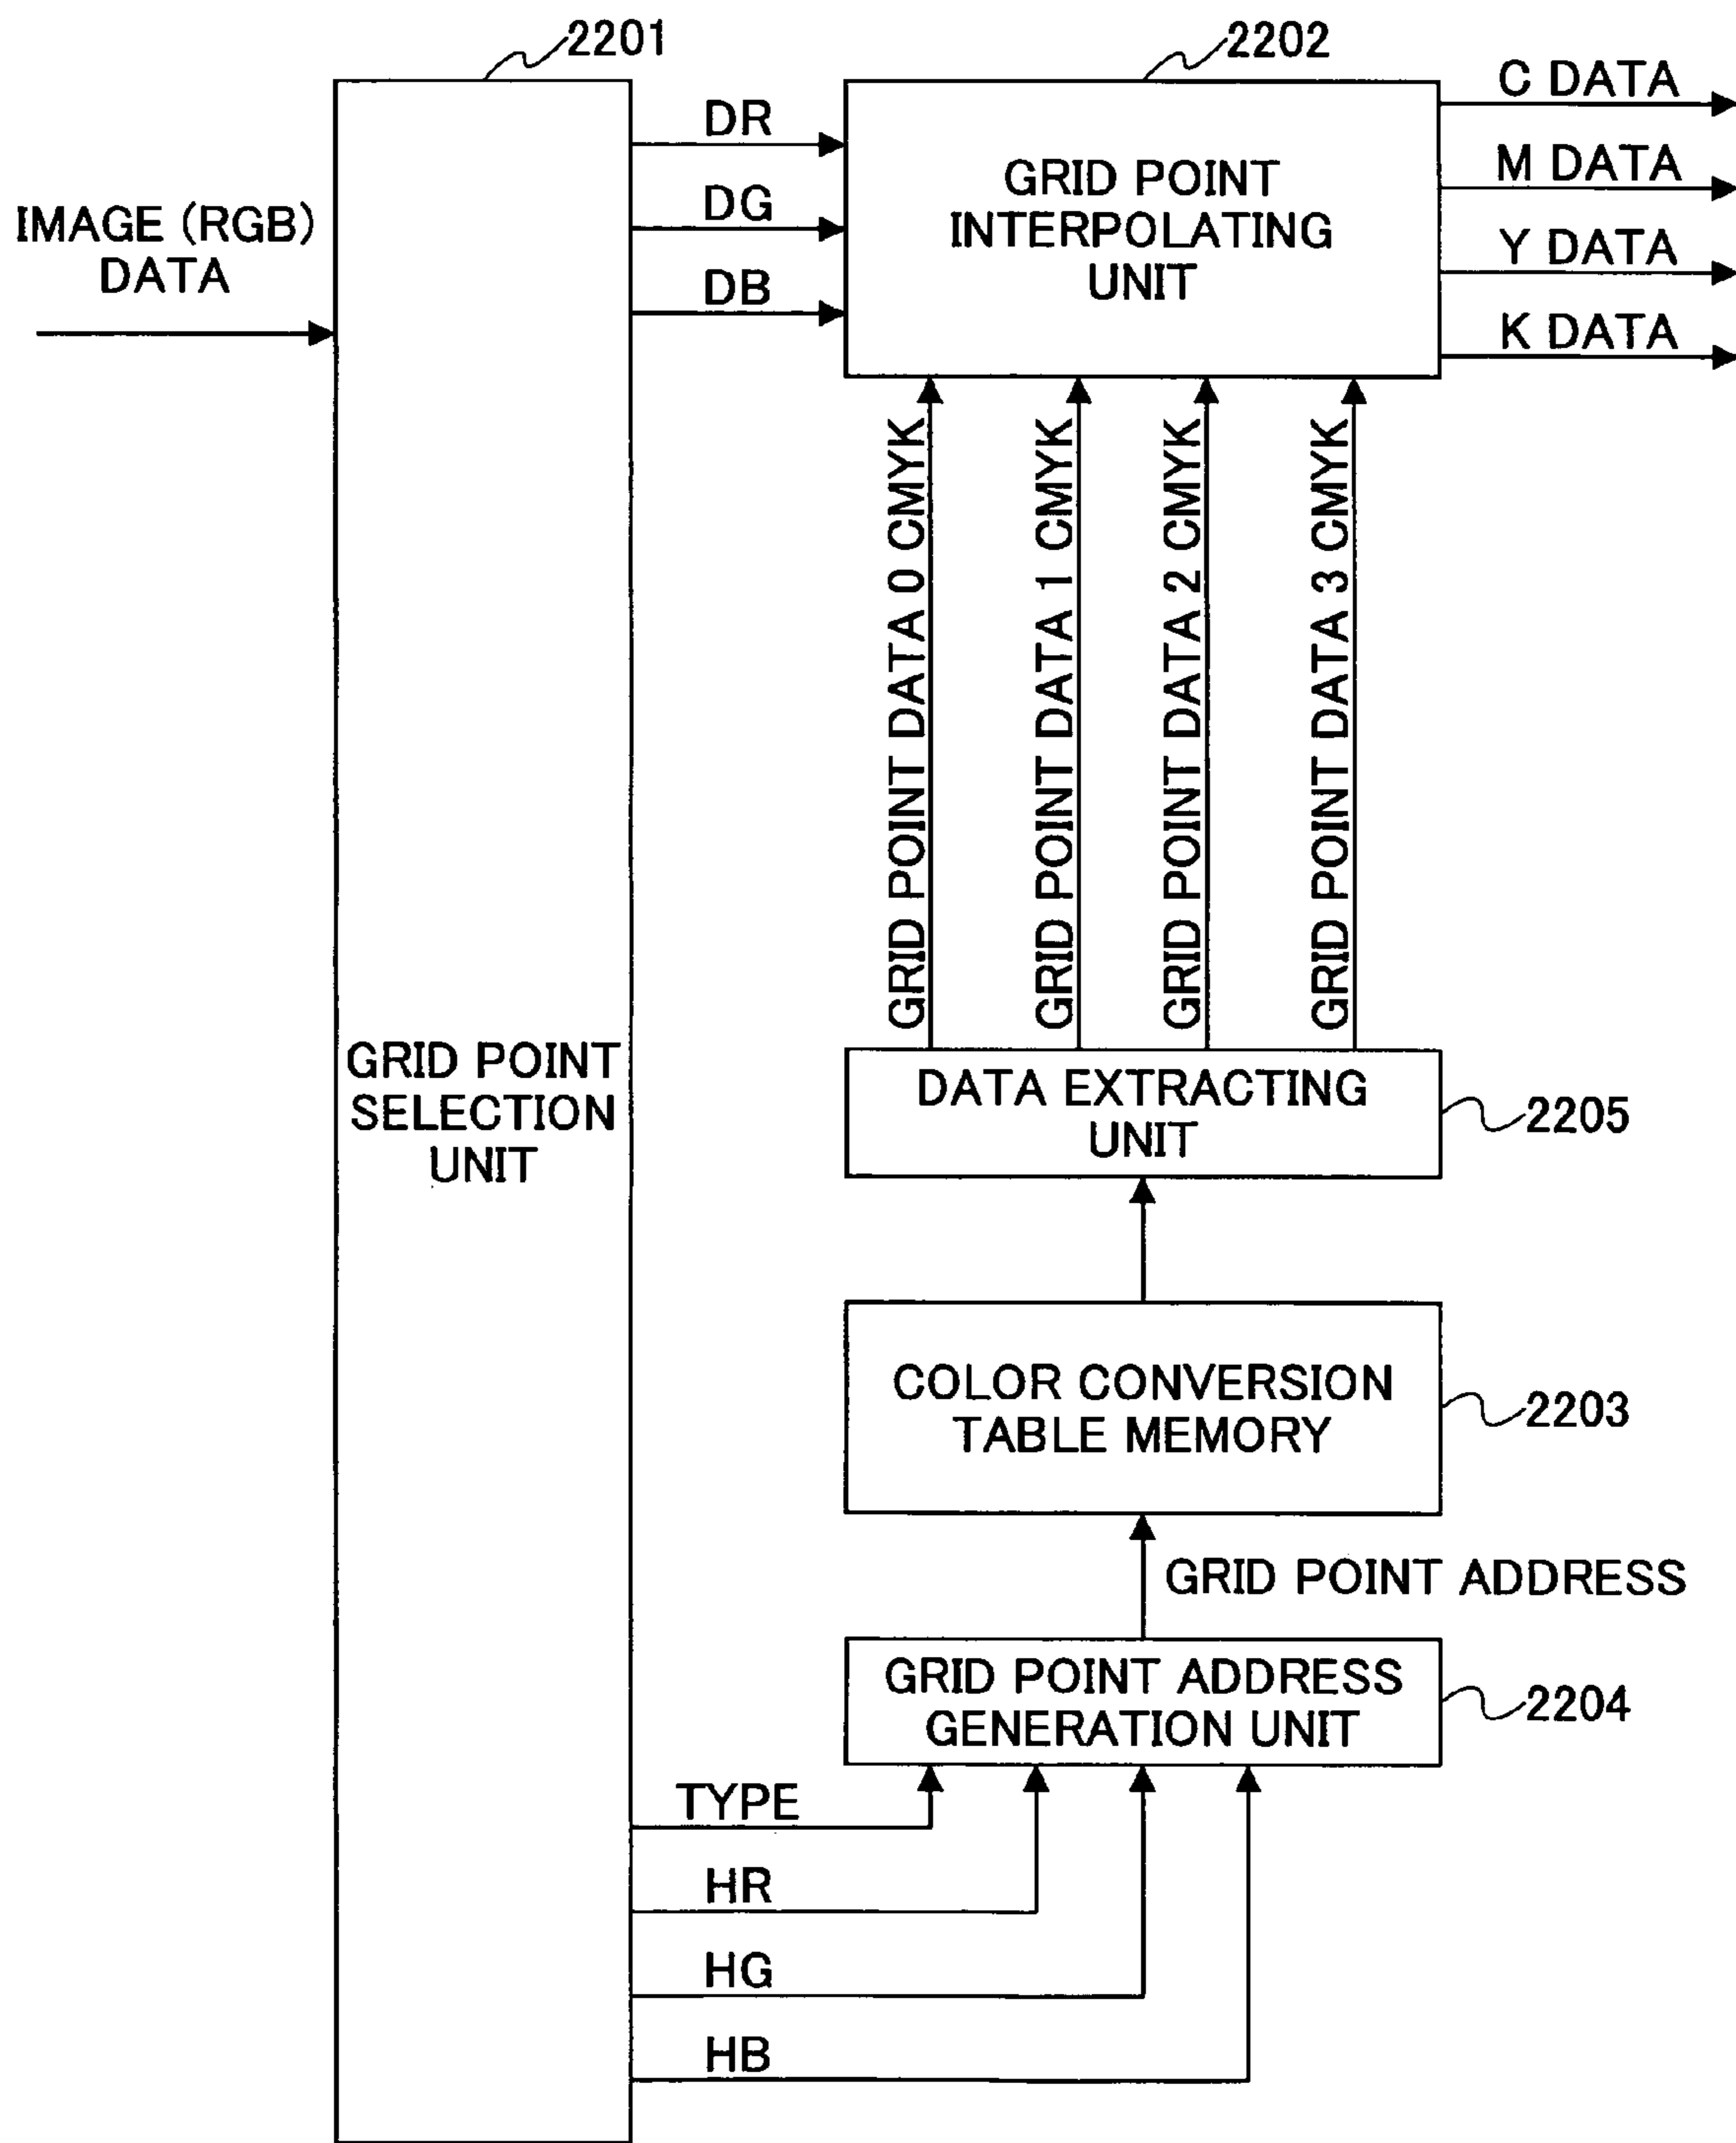 2201
2202
C DATA
M DATA
Y DATA
K DATA
DR
DG
DB
IMAGE (RGB)
DATA
GRID POINT
INTERPOLATING
UNIT
GRID POINT DATA 0 CMYK
GRID POINT DATA 1 CMYK
GRID POINT DATA 2 CMYK
GRID POINT DATA 3 CMYK
GRID POINT
SELECTION
UNIT
DATA EXTRACTING
UNIT
2205
COLOR CONVERSION
TABLE MEMORY
2203
GRID POINT ADDRESS
GRID POINT ADDRESS
GENERATION UNIT
2204
TYPE
HR
HG
HB